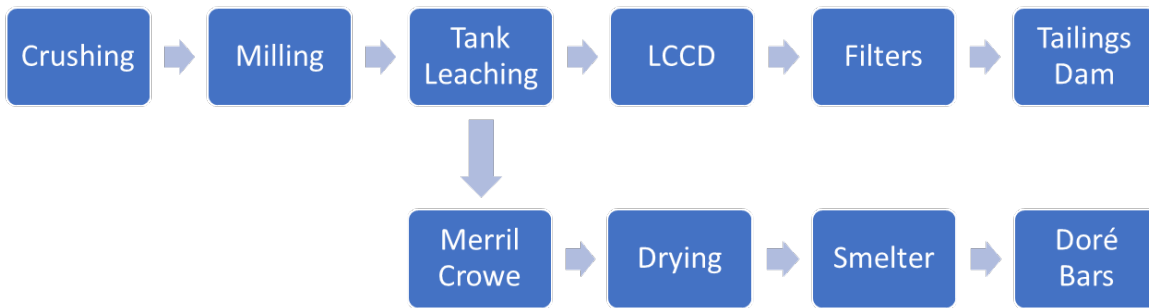 Crushing
Milling
Tank
Leaching
LCCD
Filters
Tailings
Dam
Merril
Crowe
Drying
Smelter
Doré
Bars